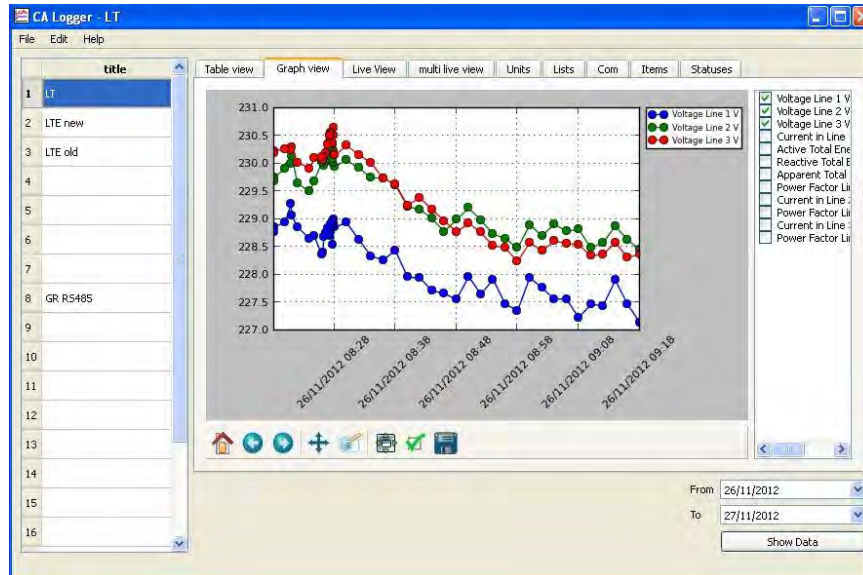 CA Logger - LT
File Edit Help
title
1 LT
2 LTE new
3 LTE old
4
5
6
7
8 GR RS485
9
10
11
12
13
14
15
16
Table view Graph view Live View multi live view Units Lists Com Items Statuses
231.0
230.5
230.0
229.5
229.0
228.5
228.0
227.5
227.0
26/11/2012 08:28
26/11/2012 08:38
26/11/2012 08:48
26/11/2012 08:58
26/11/2012 09:08
26/11/2012 09:18
Voltage Line 1 V
Voltage Line 2 V
Voltage Line 3 V
Voltage Line 1 V
Voltage Line 2 V
Voltage Line 3 V
Current in Line
Active Total Ene
Reactive Total E
Apparent Total
Power Factor Li
Current in Line
Power Factor Li
Current in Line
Power Factor Li
From 26/11/2012
To 27/11/2012
Show Data